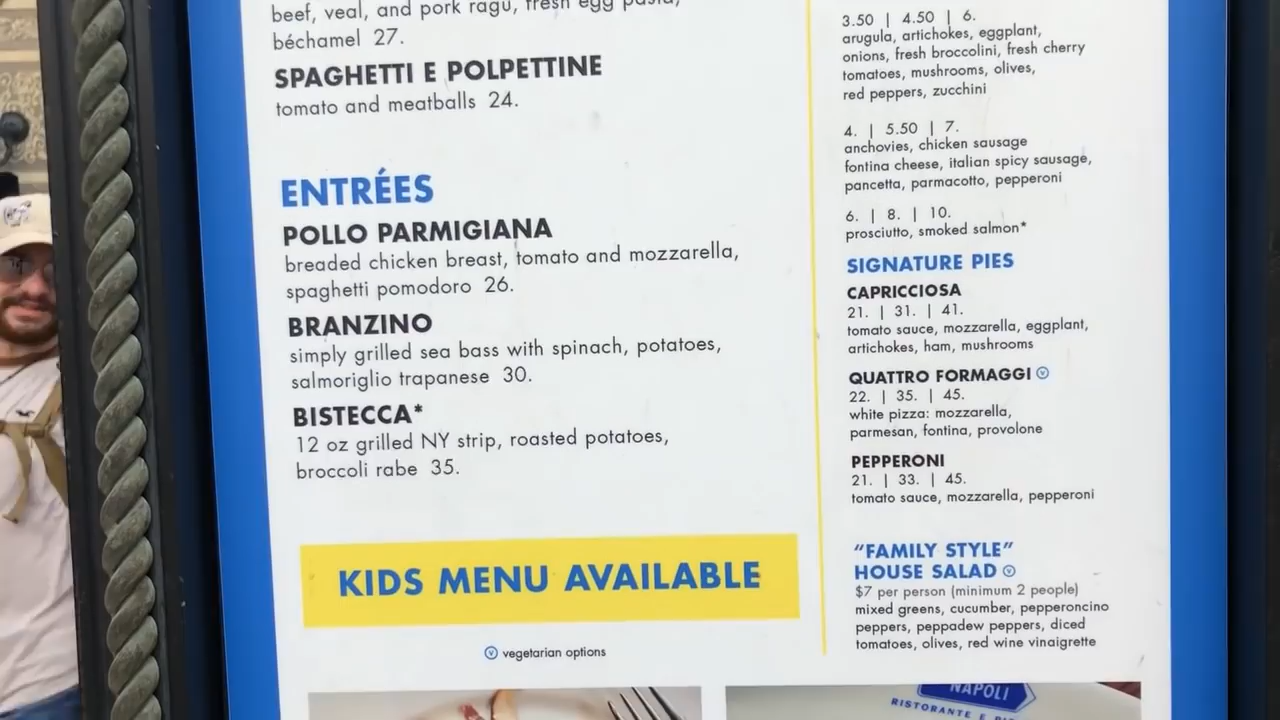 beef, veal, and pork ragu, fresh egg pasta,
béchamel 27.
SPAGHETTI E POLPETTINE
tomato and meatballs 24.
ENTRÉES
POLLO PARMIGIANA
breaded chicken breast, tomato and mozzarella,
spaghetti pomodoro 26.
BRANZINO
simply grilled sea bass with spinach, potatoes,
salmoriglio trapanese 30.
BISTECCA*
12 oz grilled NY strip, roasted potatoes,
broccoli rabe 35.
KIDS MENU AVAILABLE
V vegetarian options
3.50 | 4.50 | 6.
arugula, artichokes, eggplant,
onions, fresh broccolini, fresh cherry
tomatoes, mushrooms, olives,
red peppers, zucchini
4. | 5.50 | 7.
anchovies, chicken sausage
fontina cheese, italian spicy sausage,
pancetta, parmacotto, pepperoni
6. | 8. | 10.
prosciutto, smoked salmon*
SIGNATURE PIES
CAPRICCIOSA
21. | 31. | 41.
tomato sauce, mozzarella, eggplant,
artichokes, ham, mushrooms
QUATTRO FORMAGGI V
22. | 35. | 45.
white pizza: mozzarella,
parmesan, fontina, provolone
PEPPERONI
21. | 33. | 45.
tomato sauce, mozzarella, pepperoni
“FAMILY STYLE”
HOUSE SALAD V
$7 per person (minimum 2 people)
mixed greens, cucumber, pepperoncino
peppers, peppadew peppers, diced
tomatoes, olives, red wine vinaigrette
NAPOLI
RISTORANTE E